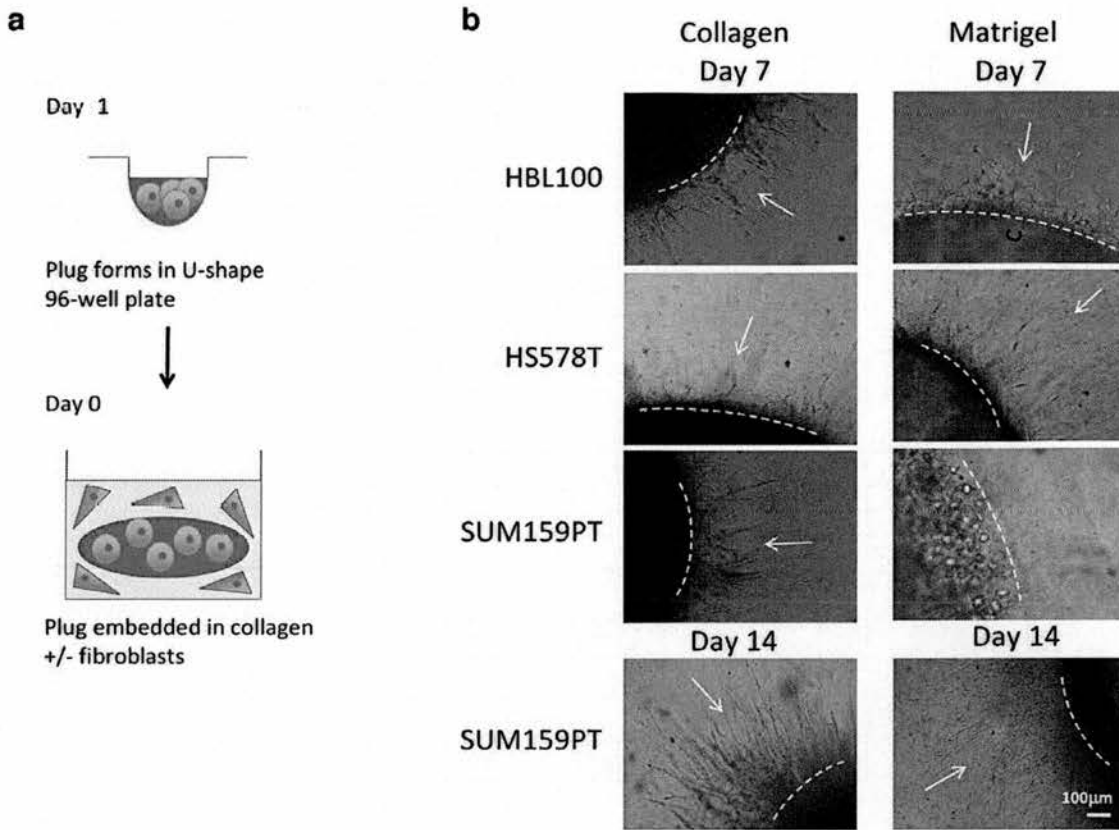 a
Day 1
Plug forms in U-shape
96-well plate
Day 0
Plug embedded in collagen
+/- fibroblasts
b
Collagen
Day 7
Matrigel
Day 7
HBL100
HS578T
SUM159PT
Day 14
Day 14
SUM159PT
100μm